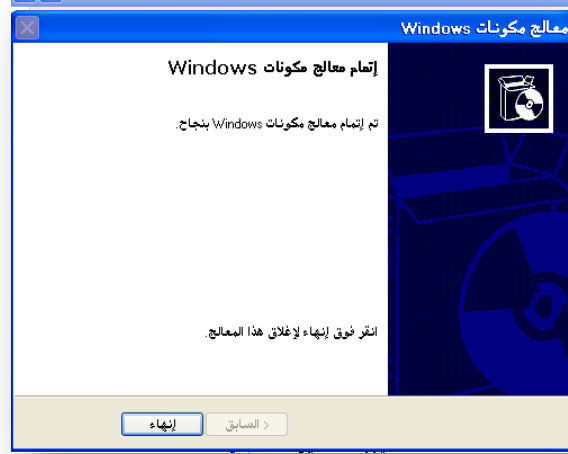 معالج مكونات Windows
إتمام معالج مكونات Windows
تم إتمام معالج مكونات Windows بنجاح.
انقر فوق إنهاء لإغلاق هذا المعالج.
< السابق
إنهاء